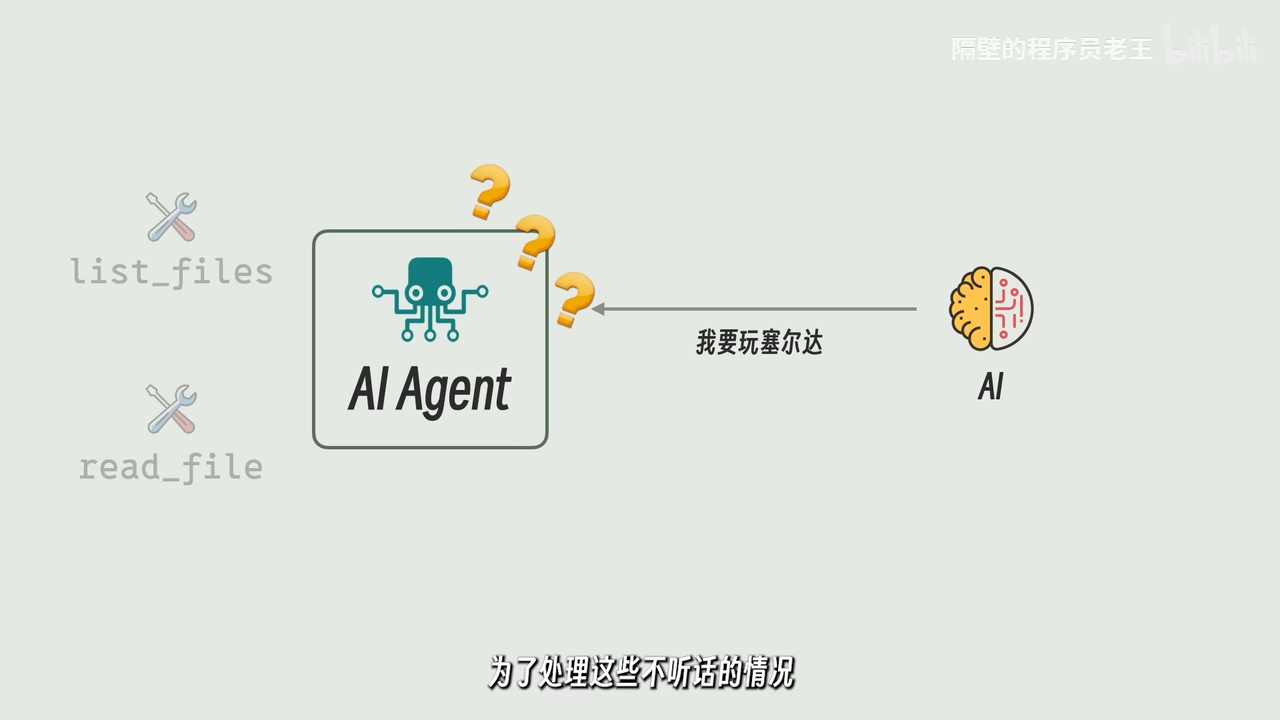 隔壁的程序员老王 bilibili
list_files
read_file
AI Agent
我要玩塞尔达
AI
为了处理这些不听话的情况